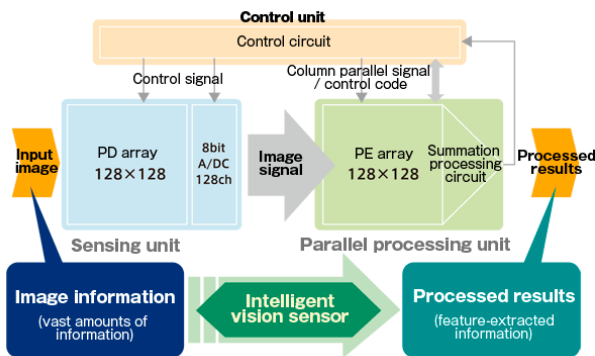 Control unit
Control circuit
Control signal
Column parallel signal
/ control code
Input
image
PD array
128×128
8bit
A/DC
128ch
Image
signal
PE array
128×128
Summation
processing
circuit
Processed
results
Sensing unit
Parallel processing unit
Image information
(vast amounts of
information)
Intelligent
vision sensor
Processed results
(feature-extracted
information)